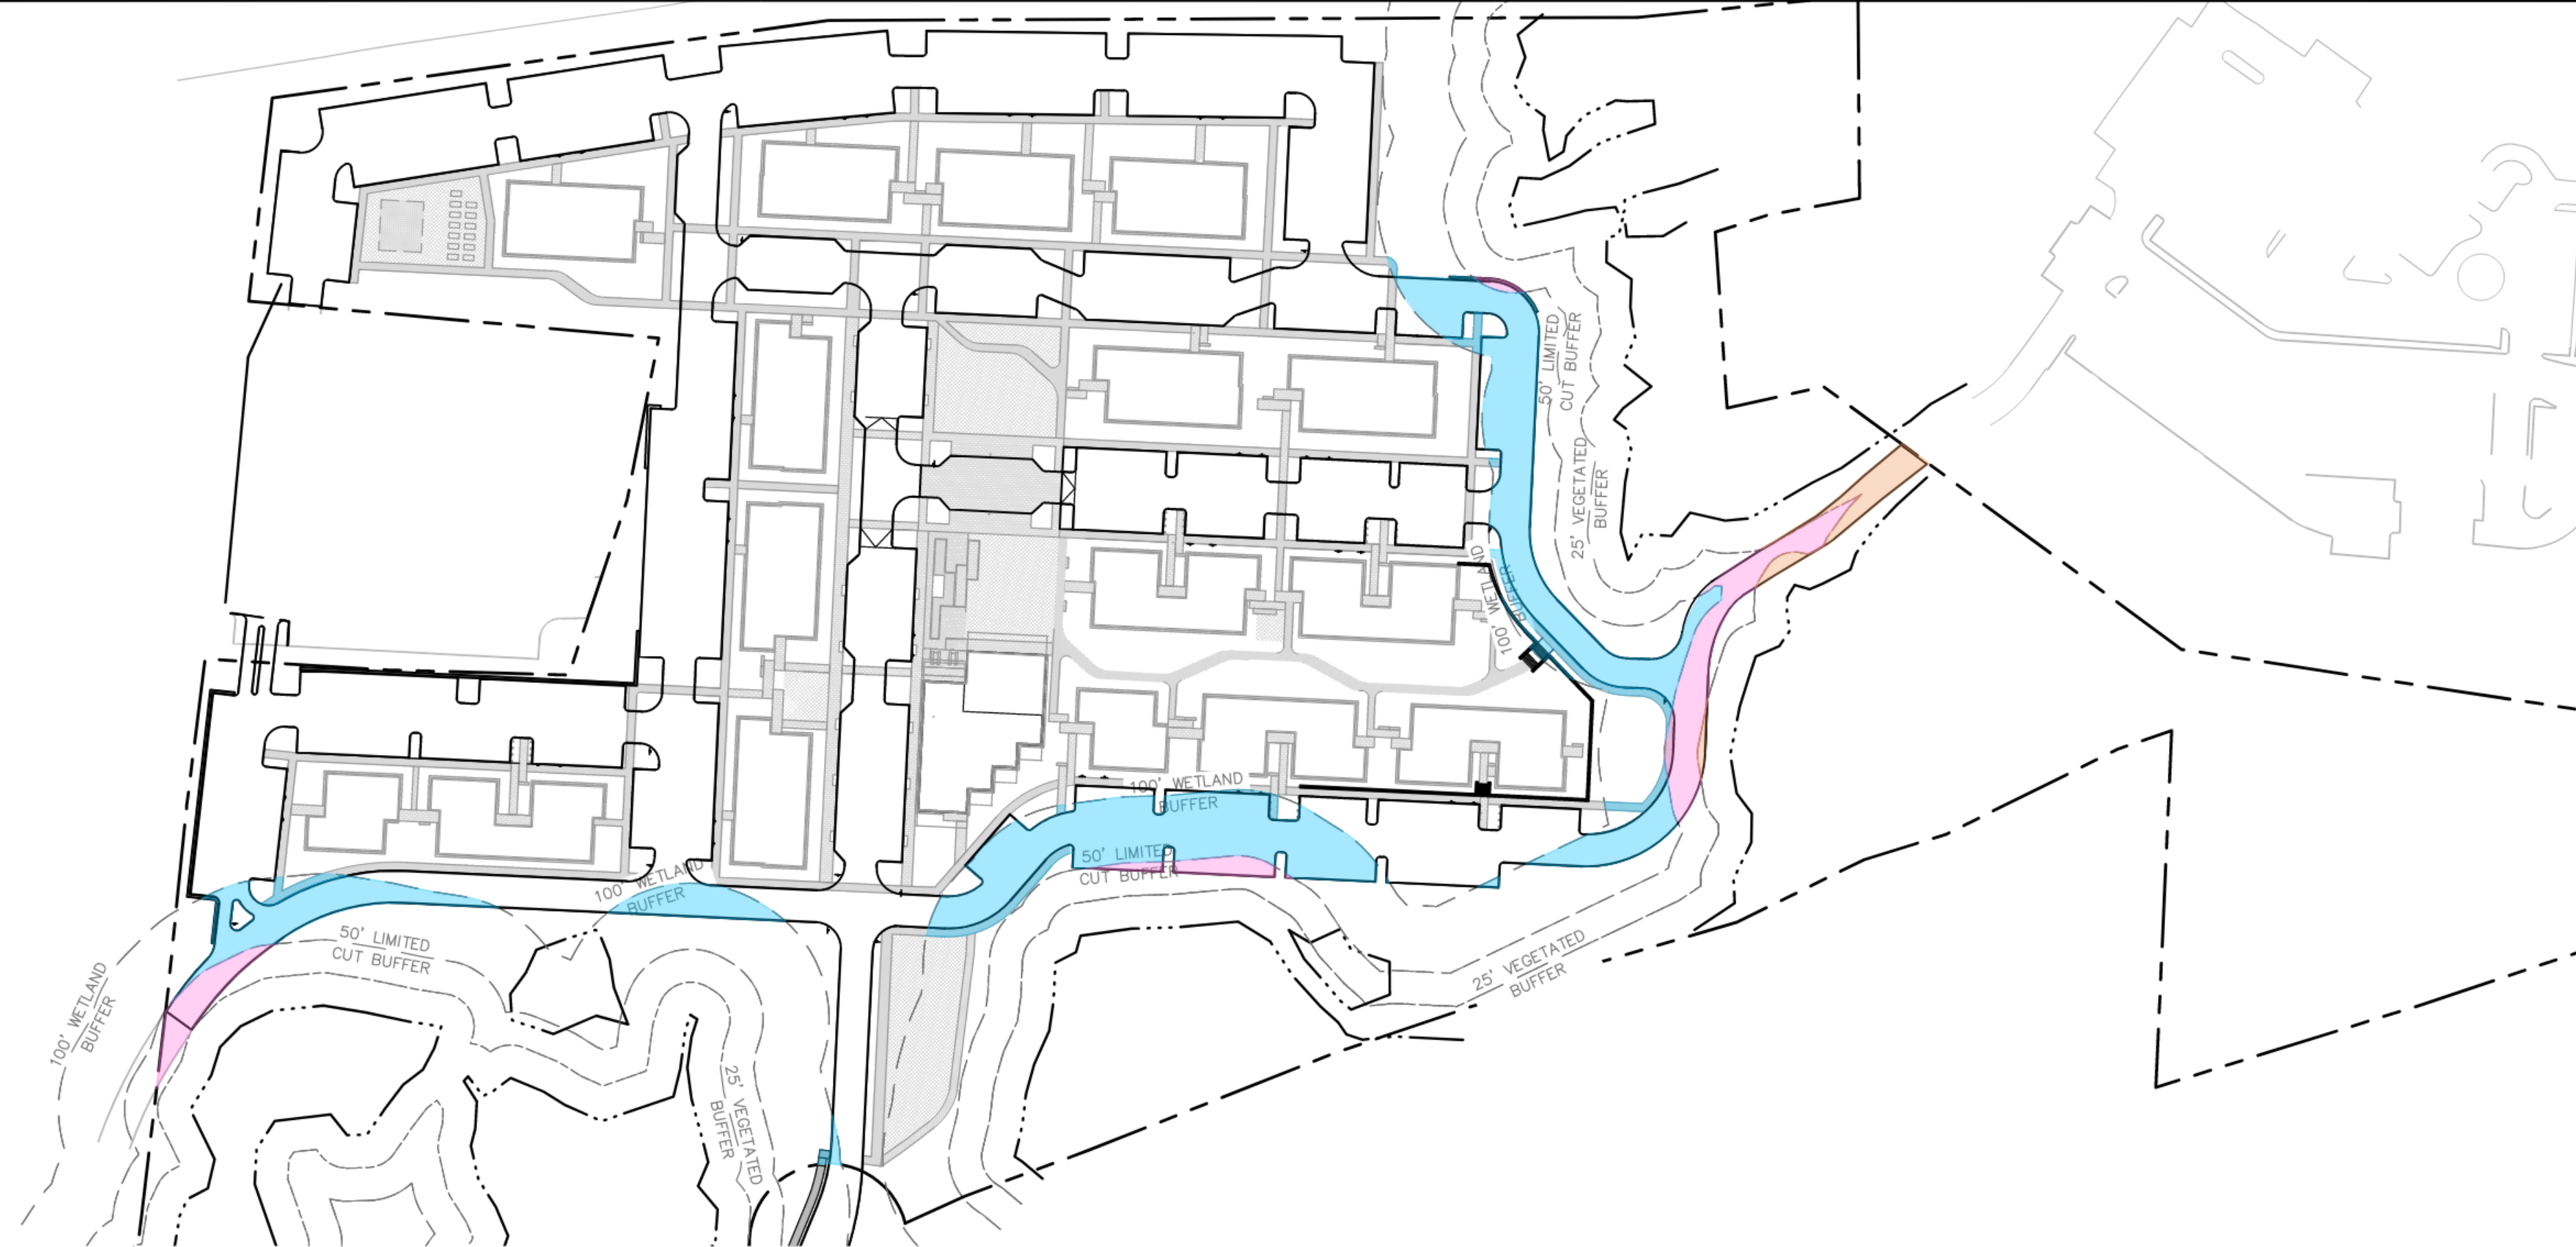 50' LIMITED
CUT BUFFER
25' VEGETATED
BUFFER
100' WETLAND
BUFFER
100' WETLAND
BUFFER
50' LIMITED
CUT BUFFER
100' WETLAND
BUFFER
50' LIMITED
CUT BUFFER
25' VEGETATED
BUFFER
100' WETLAND
BUFFER
25' VEGETATED
BUFFER